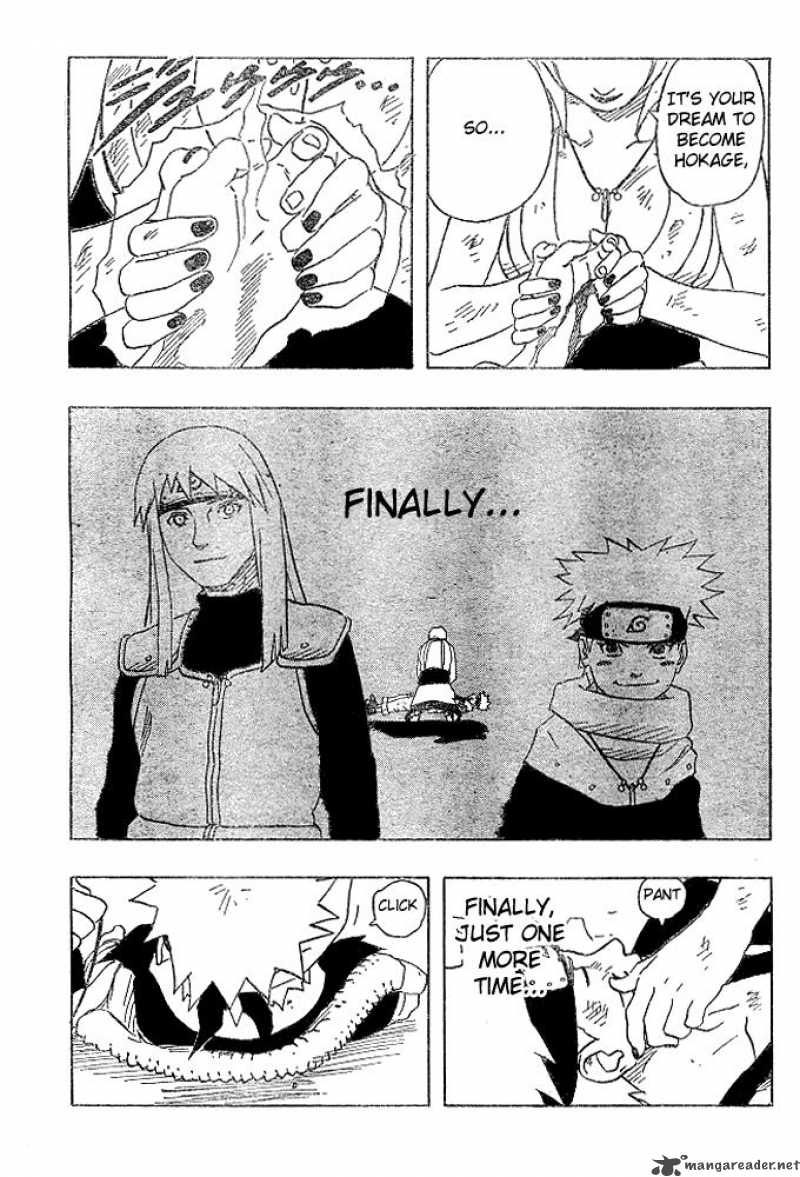 IT'S YOUR
DREAM TO
BECOME
HOKAGE,
SO...
FINALLY...
PANT
FINALLY,
JUST ONE
MORE
TIME...
CLICK
mangareader.net